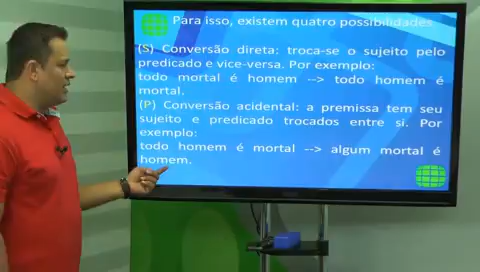 Para isso, existem quatro possibilidades
(S) Conversão direta: troca-se o sujeito pelo
predicado e vice-versa. Por exemplo:
todo mortal é homem --> todo homem é
mortal.
(P) Conversão acidental: a premissa tem seu
sujeito e predicado trocados entre si. Por
exemplo:
todo homem é mortal --> algum mortal é
homem.